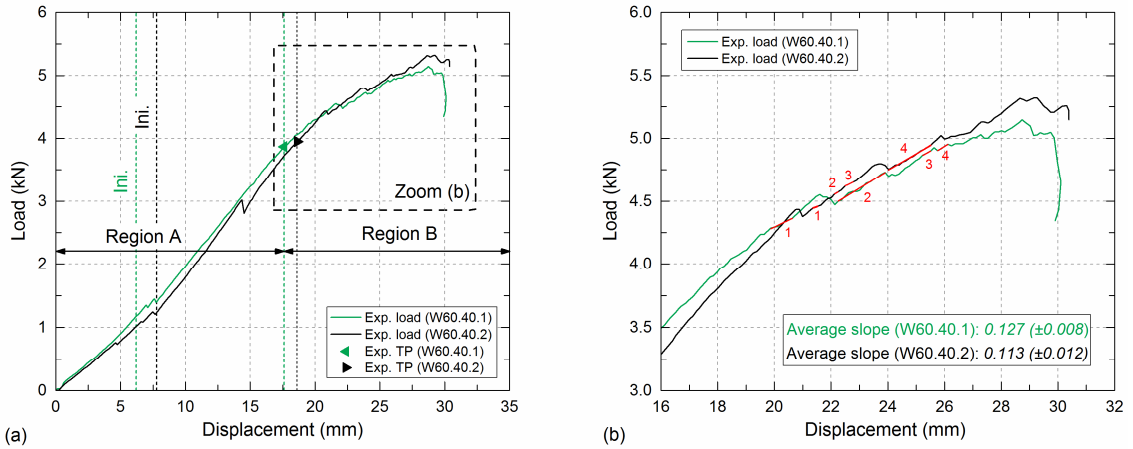 6
5
4
3
2
1
0
Load (kN)
Ini.
Ini.
Zoom (b)
Region A
Region B
Exp. load (W60.40.1)
Exp. load (W60.40.2)
Exp. TP (W60.40.1)
Exp. TP (W60.40.2)
0 5 10 15 20 25 30 35
Displacement (mm)
(a)
5.0
5.5
5.0
4.5
4.0
3.5
3.0
Load (kN)
Exp. load (W60.40.1)
Exp. load (W60.40.2)
4
3 4
2 3
2
1
1
Average slope (W60.40.1): 0.127 (±0.008)
Average slope (W60.40.2): 0.113 (±0.012)
16 18 20 22 24 26 28 30 32
Displacement (mm)
(b)